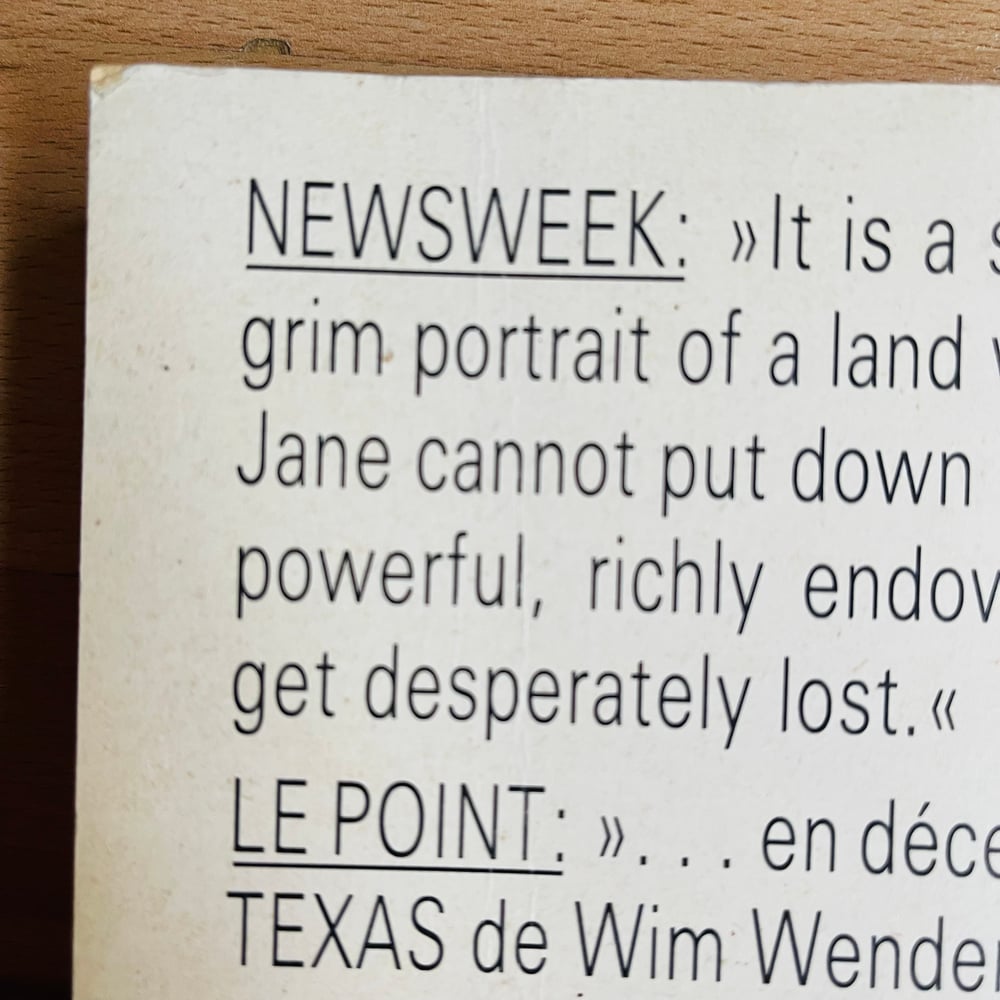 NEWSWEEK: »It is a
grim portrait of a land
Jane cannot put down
powerful, richly
get desperately lost.«
LE POINT: ». . . en
TEXAS de Wim